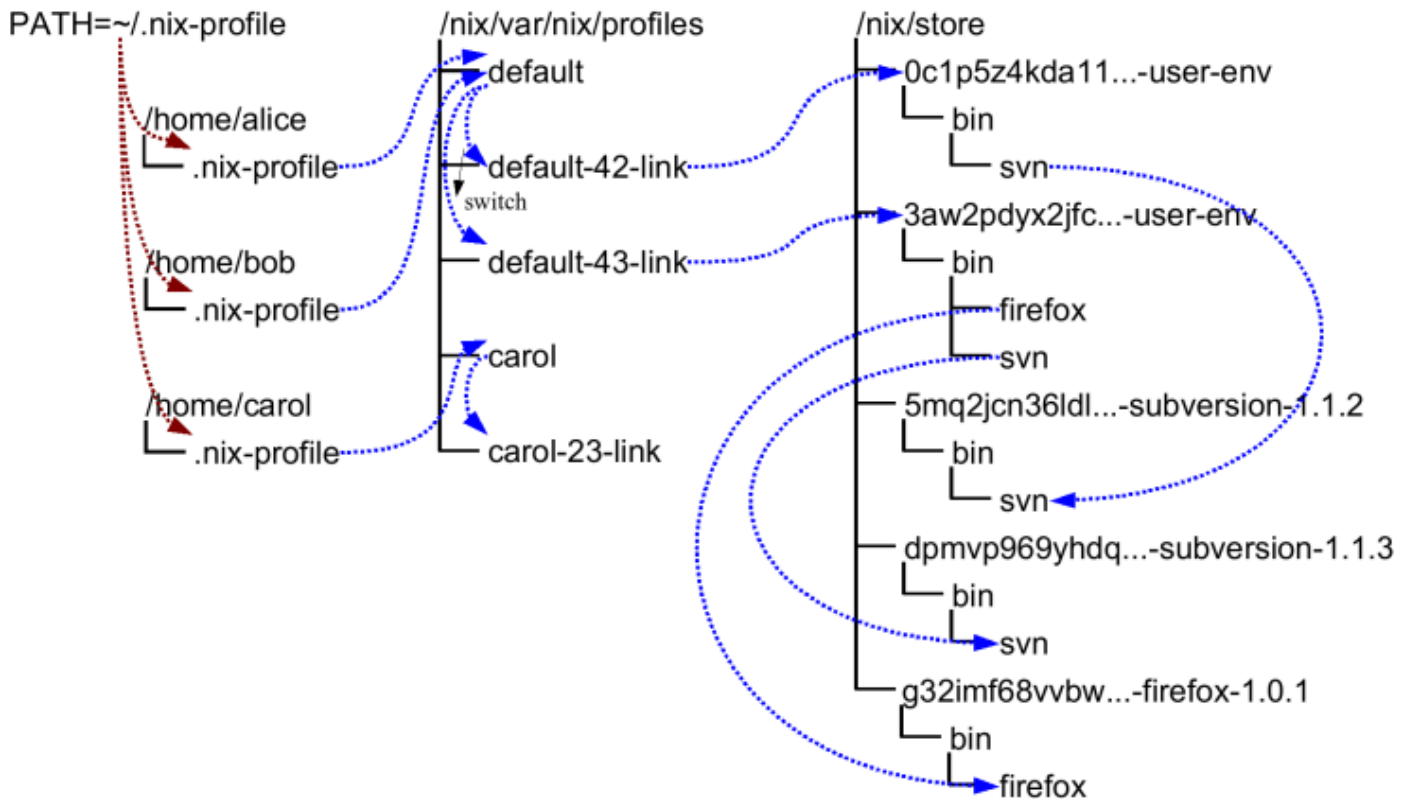 PATH=~/.nix-profile
/home/alice
.nix-profile
/home/bob
.nix-profile
/home/carol
.nix-profile
/nix/var/nix/profiles
default
default-42-link
switch
default-43-link
carol
carol-23-link
/nix/store
0c1p5z4kda11...-user-env
bin
svn
3aw2pdyx2jfc...-user-env
bin
firefox
svn
5mq2jcn36ldl...-subversion-1.1.2
bin
svn
dpmvp969yhdq...-subversion-1.1.3
bin
svn
g32imf68vvbw...-firefox-1.0.1
bin
firefox